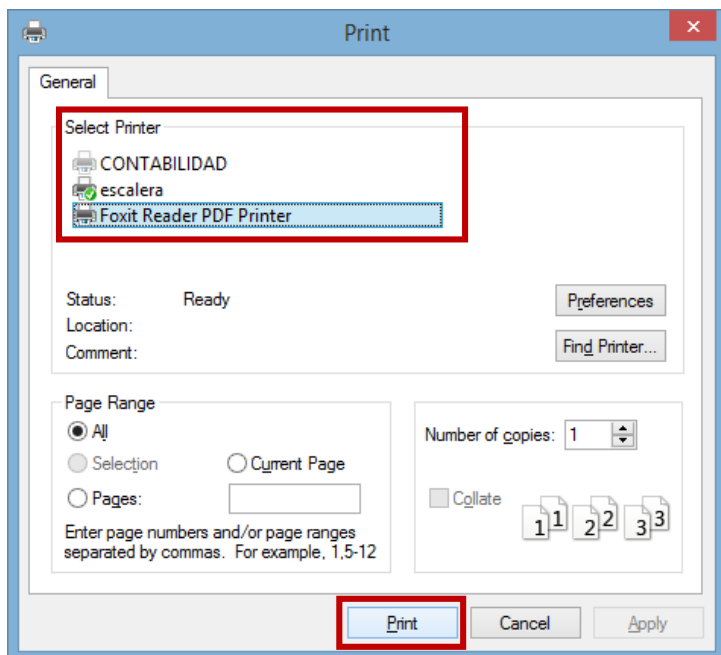 Print
General
Select Printer
CONTABILIDAD
escalera
Foxit Reader PDF Printer
Status: Ready
Location:
Comment:
Preferences
Find Printer...
Page Range
All
Selection Current Page
Pages:
Enter page numbers and/or page ranges
separated by commas. For example, 1,5-12
Number of copies: 1
Collate
1 1 2 2 3 3
Print Cancel Apply